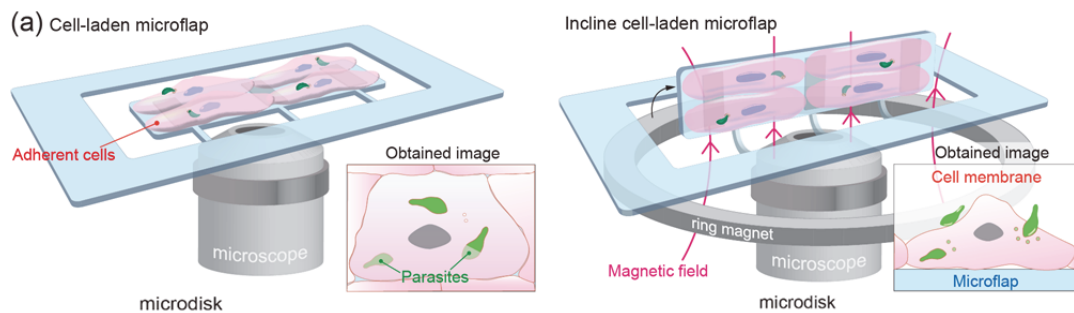 (a) Cell-laden microflap
Adherent cells
Obtained image
microscope
Parasites
microdisk
Incline cell-laden microflap
Obtained image
Cell membrane
ring magnet
microscope
Magnetic field
Microflap
microdisk